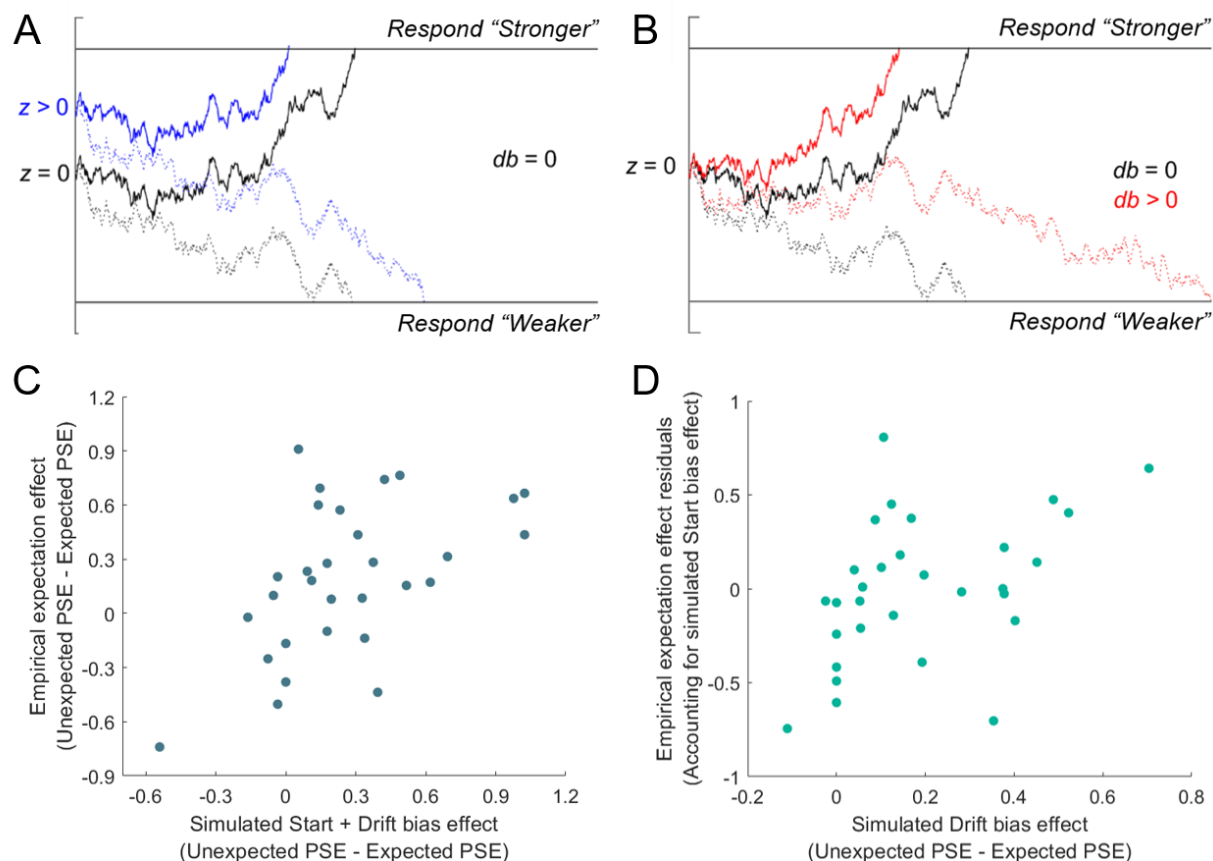 A
Respond “Stronger”
z > 0
z = 0
db = 0
Respond “Weaker”
B
Respond “Stronger”
z = 0
db = 0
db > 0
Respond “Weaker”
C
Empirical expectation effect
(Unexpected PSE - Expected PSE)
1.2
0.9
0.6
0.3
0
-0.3
-0.6
-0.9
-0.6
-0.3
0
0.3
0.6
0.9
1.2
Simulated Start + Drift bias effect
(Unexpected PSE - Expected PSE)
D
Empirical expectation effect residuals
(Accounting for simulated Start bias effect)
1
0.5
0
-0.5
-1
-0.2
0
0.2
0.4
0.6
0.8
Simulated Drift bias effect
(Unexpected PSE - Expected PSE)